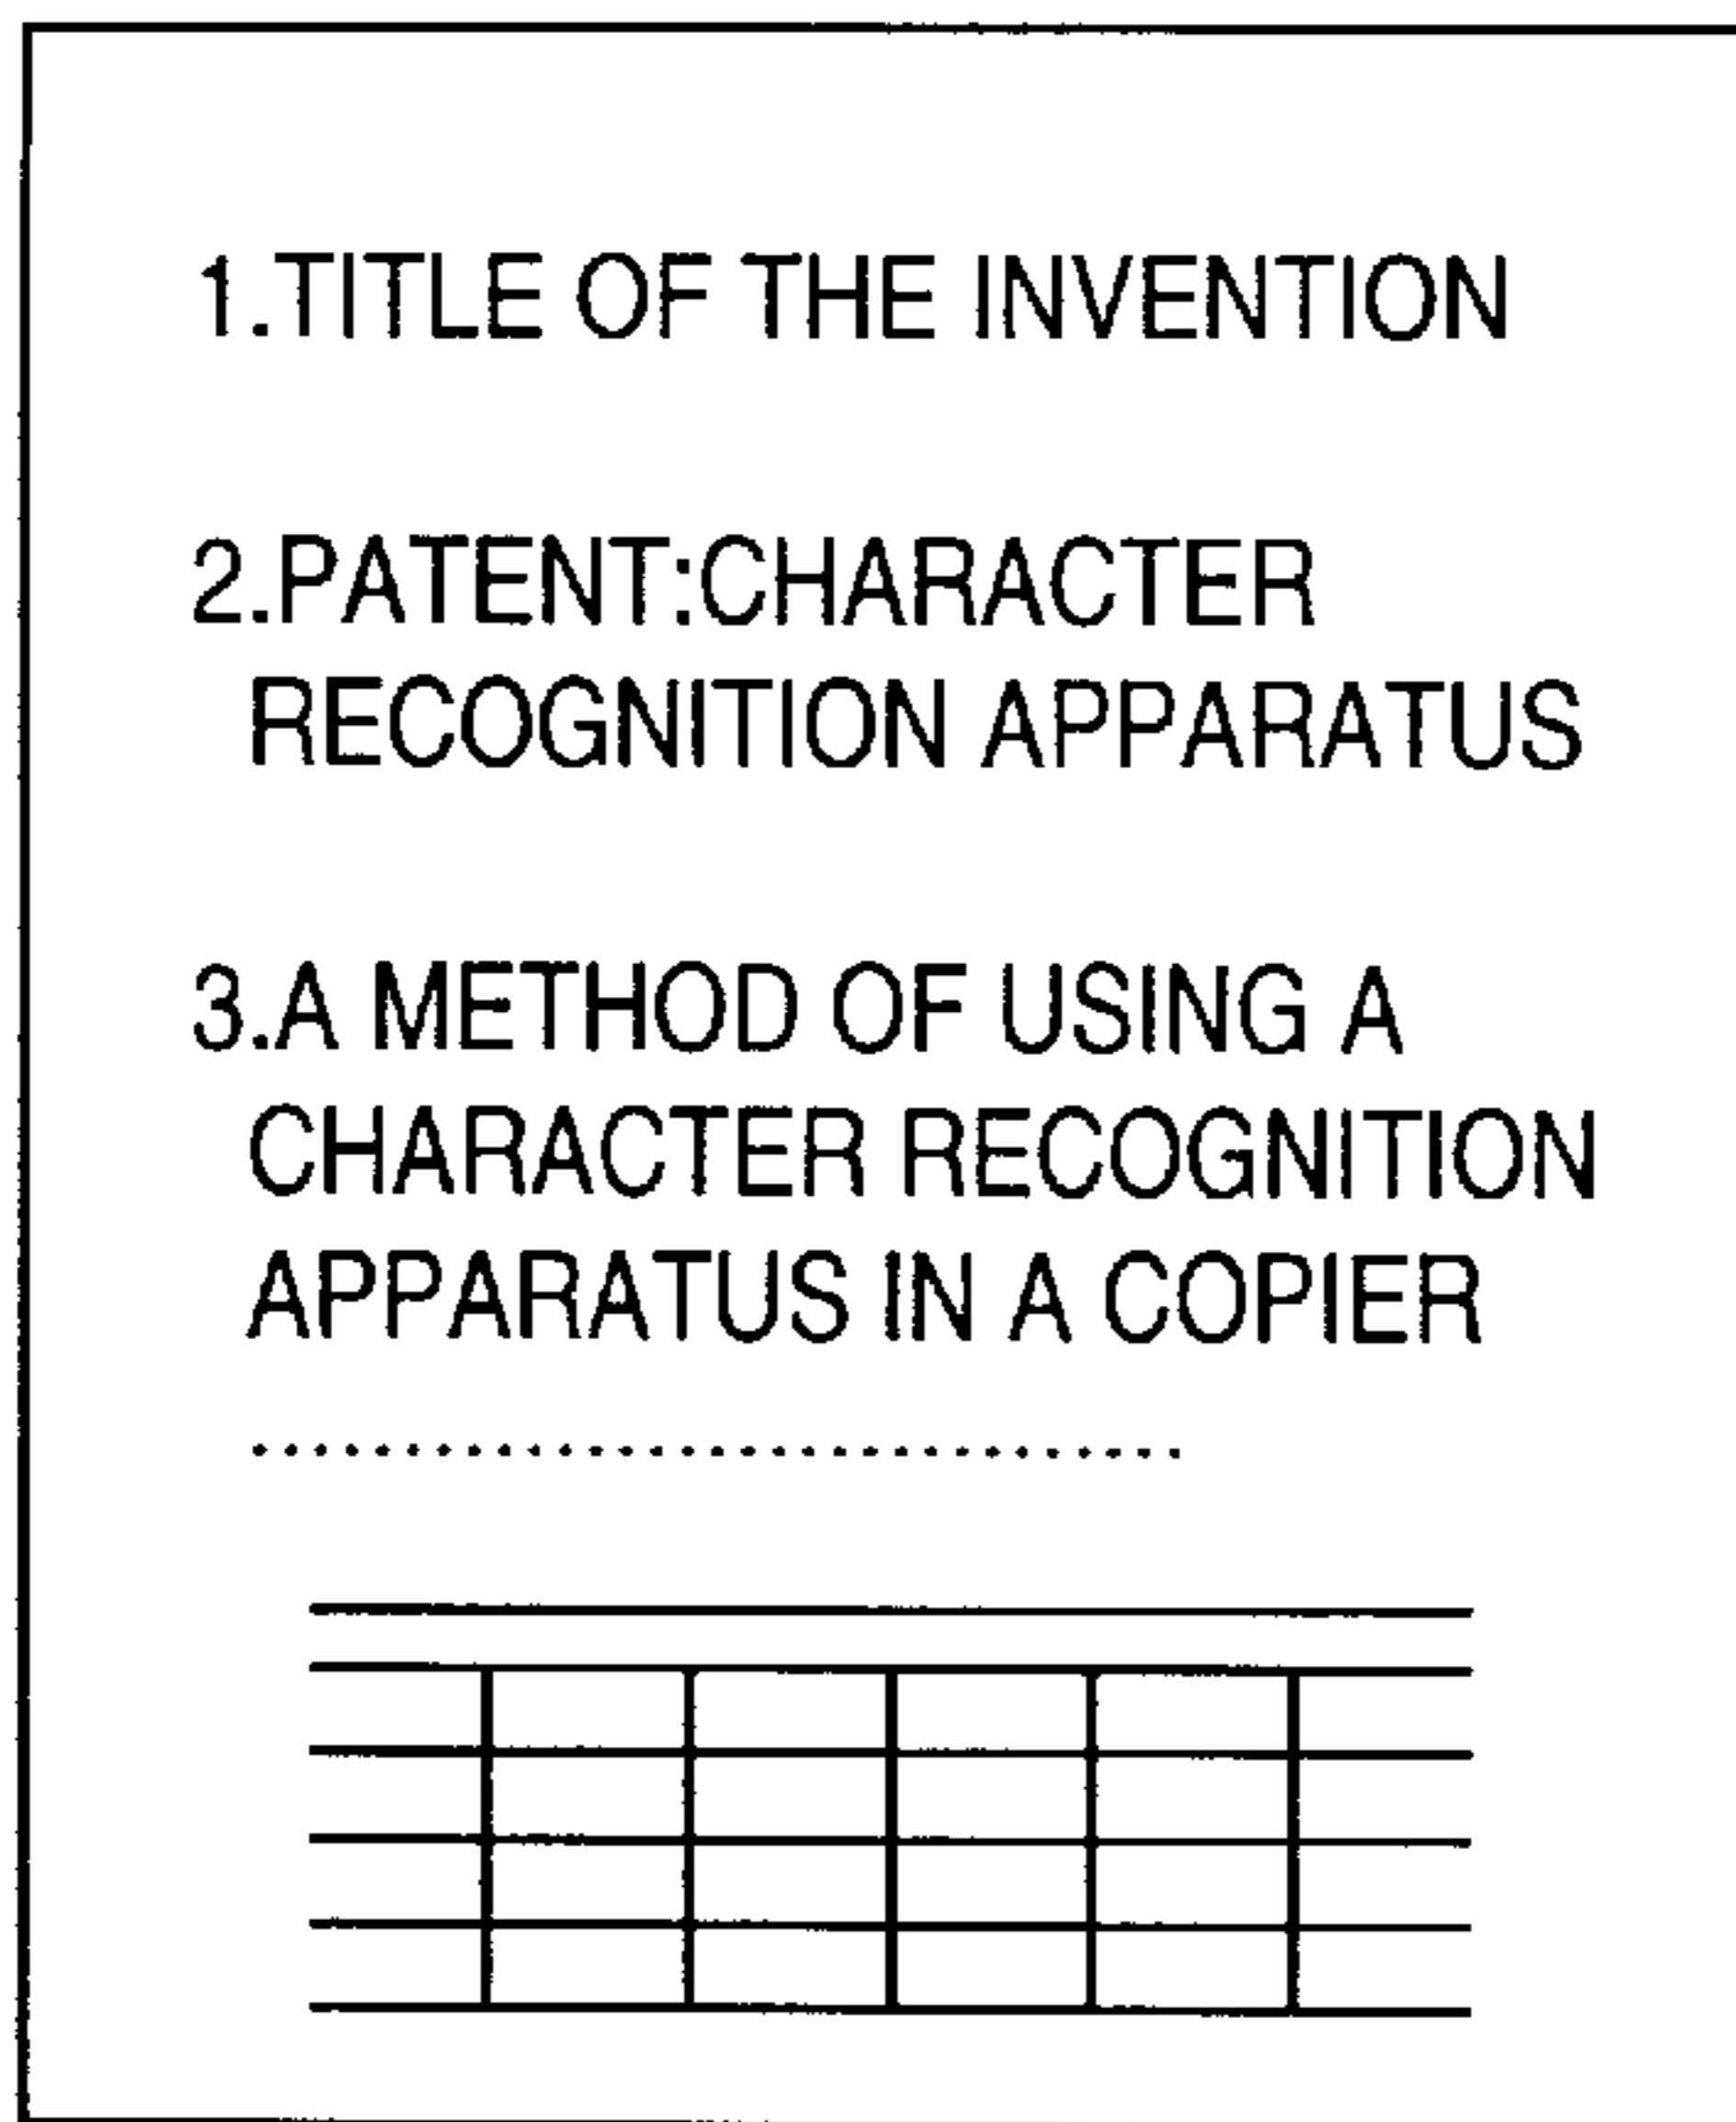 1.TITLE OF THE INVENTION
2.PATENT:CHARACTER
RECOGNITION APPARATUS
3.A METHOD OF USING A
CHARACTER RECOGNITION
APPARATUS IN A COPIER
...............................